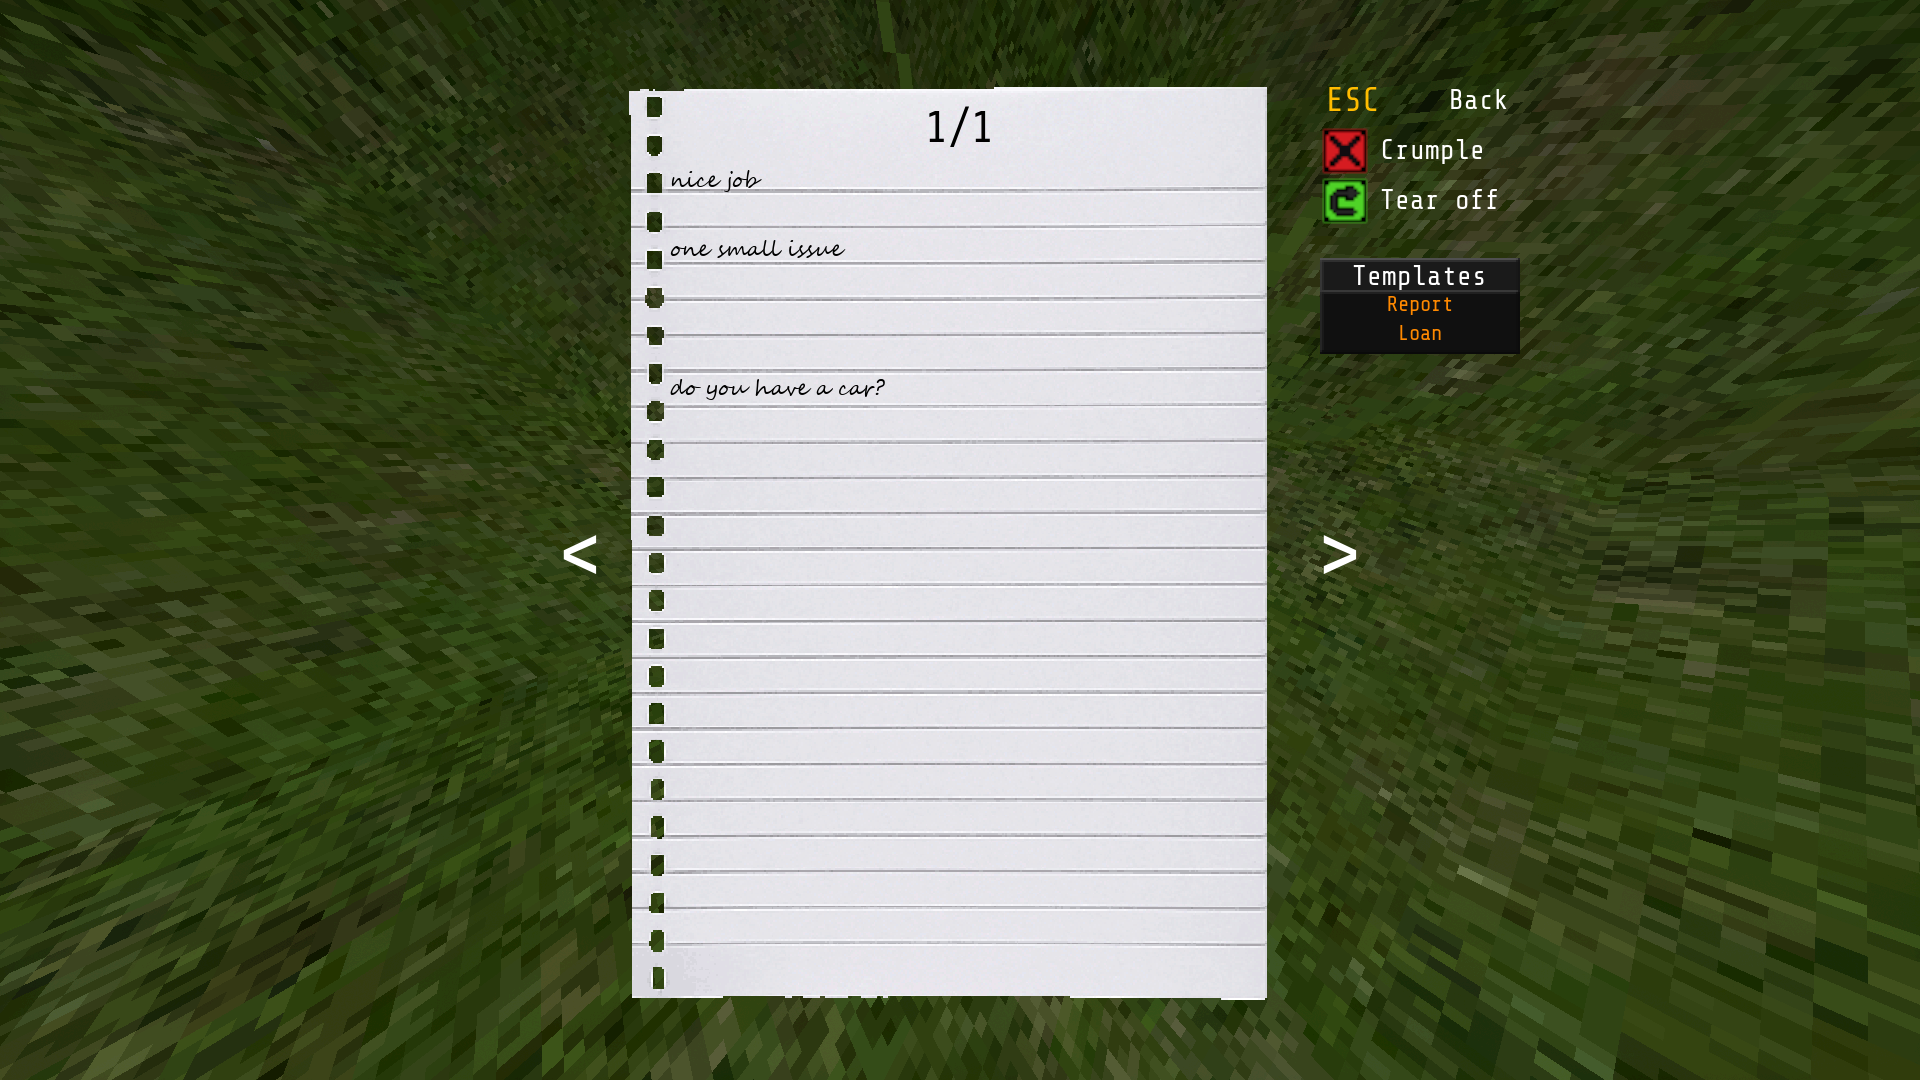 1/1
nice job
one small issue
do you have a car?
<
>
ESC Back
Crumple
Tear off
Templates
Report
Loan